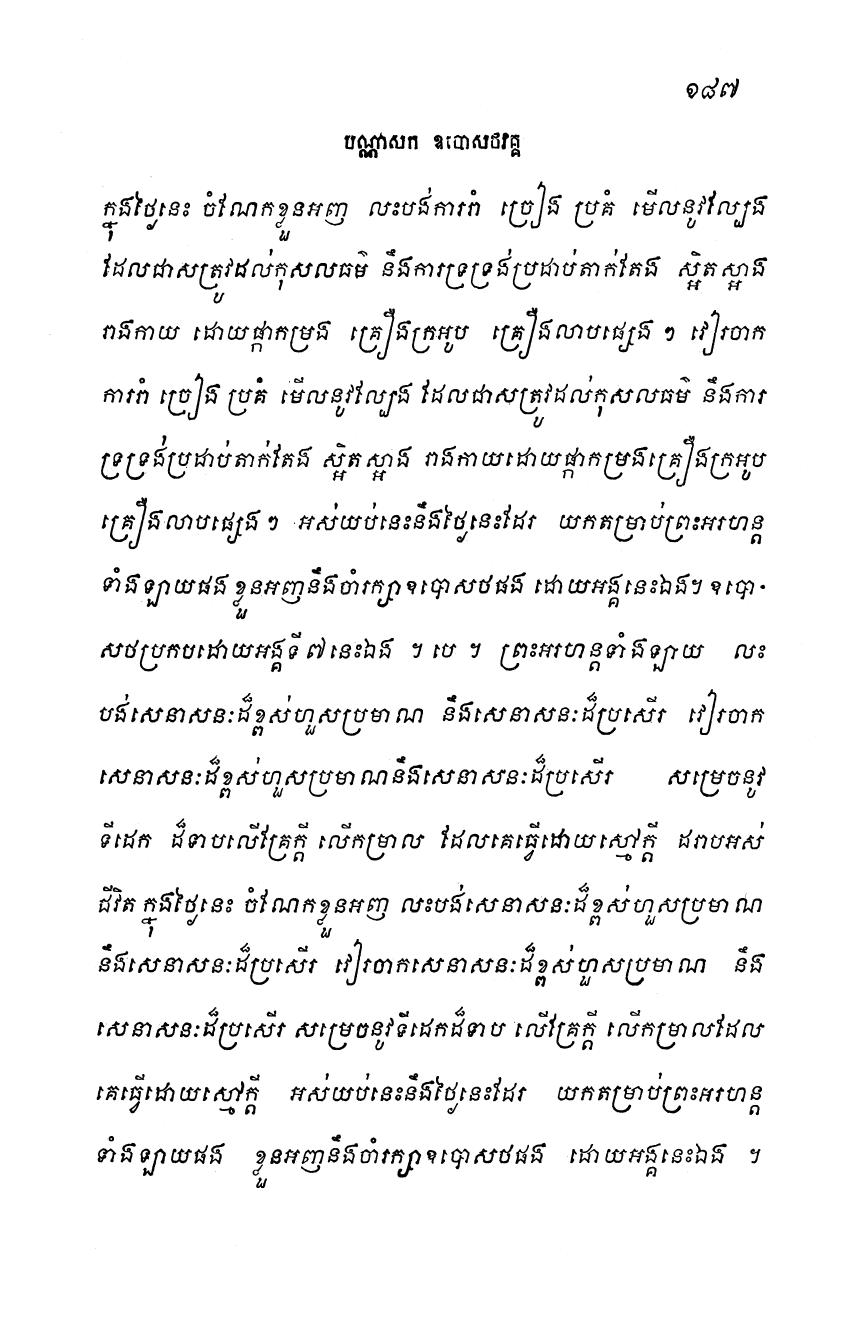 ១៨៧
បណ្ណាសក ឧបោសថវគ្គ
ក្នុងថ្ងៃនេះ ចំណែកខ្លួនអញ លះបង់ការរាំ ច្រៀង ប្រគំ មើលនូវល្បែង
ដែលជាសត្រូវដល់កុសលធម៌ នឹងការទ្រទ្រង់ប្រដាប់តាក់តែង ស្អិតស្អាង
រាងកាយ ដោយផ្កាកម្រង គ្រឿងក្រអូប គ្រឿងលាបផ្សេង ៗ វៀរចាក
ការរាំ ច្រៀង ប្រគំ មើលនូវល្បែង ដែលជាសត្រូវដល់កុសលធម៌ នឹងការ
ទ្រទ្រង់ប្រដាប់តាក់តែង ស្អិតស្អាង រាងកាយដោយផ្កាកម្រងគ្រឿងក្រអូប
គ្រឿងលាបផ្សេង ៗ អស់យប់នេះនឹងថ្ងៃនេះដែរ យកតម្រាប់ព្រះអរហន្ត
ទាំងឡាយផង ខ្លួនអញនឹងចាំរក្សាឧបោសថផង ដោយអង្គនេះឯង។ ឧបោ-
សថប្រកបដោយអង្គទី ៧ នេះឯង ។ បេ ។ ព្រះអរហន្តទាំងឡាយ លះ
បង់សេនាសនៈដ៏ខ្ពស់ហួសប្រមាណ នឹងសេនាសនៈដ៏ប្រសើរ វៀរចាក
សេនាសនៈដ៏ខ្ពស់ហួសប្រមាណនឹងសេនាសនៈដ៏ប្រសើរ សម្រេចនូវ
ទីដេក ដ៏ទាបលើគ្រែក្តី លើកម្រាល ដែលគេធ្វើដោយស្មៅក្តី ដរាបអស់
ជីវិត ក្នុងថ្ងៃនេះ ចំណែកខ្លួនអញ លះបង់សេនាសនៈដ៏ខ្ពស់ហួសប្រមាណ
នឹងសេនាសនៈដ៏ប្រសើរ វៀរចាកសេនាសនៈដ៏ខ្ពស់ហួសប្រមាណ នឹង
សេនាសនៈដ៏ប្រសើរ សម្រេចនូវទីដេកដ៏ទាប លើគ្រែក្តី លើកម្រាលដែល
គេធ្វើដោយស្មៅក្តី អស់យប់នេះនឹងថ្ងៃនេះដែរ យកតម្រាប់ព្រះអរហន្ត
ទាំងឡាយផង ខ្លួនអញនឹងចាំរក្សាឧបោសថផង ដោយអង្គនេះឯង ។